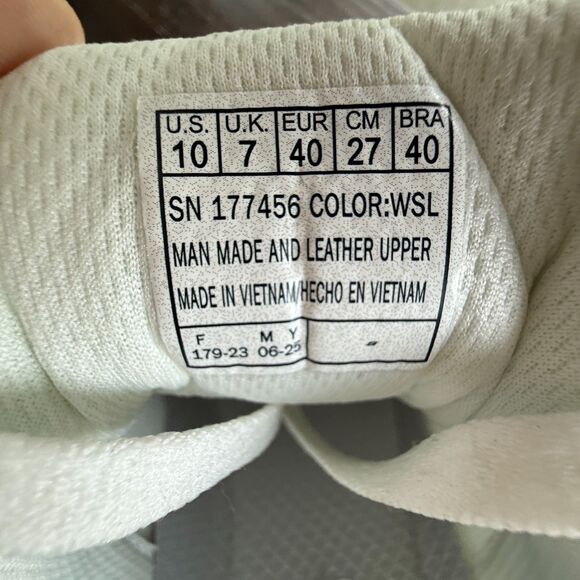 U.S. U.K. EUR CM BRA
10 7 40 27 40
SN 177456 COLOR:WSL
MAN MADE AND LEATHER UPPER
MADE IN VIETNAM/HECHO EN VIETNAM
F M Y
179-23 06-25